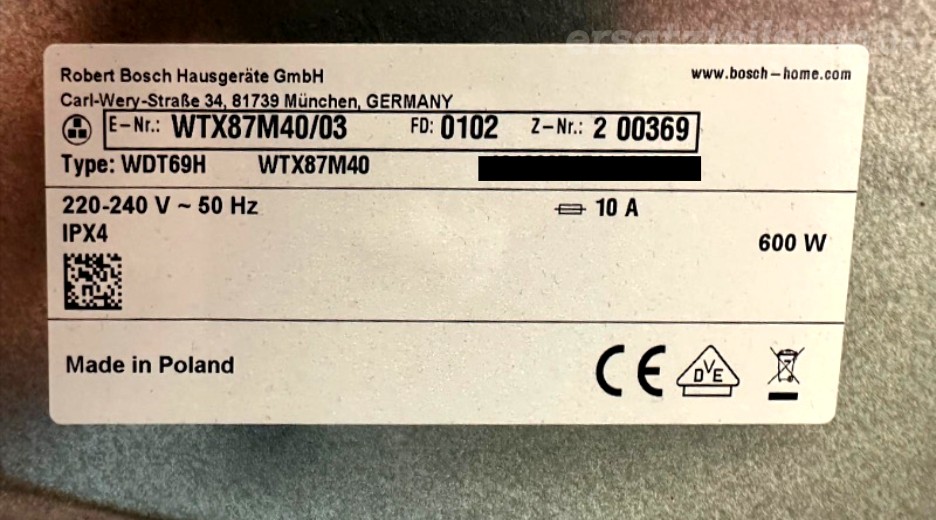 ersatzteilsher
Robert Bosch Hausgeräte GmbH
www.bosch-home.com
Carl-Wery-Straße 34, 81739 München, GERMANY
E-Nr.: WTX87M40/03 FD: 0102 Z-Nr.: 2 00369
Type: WDT69H WTX87M40
220-240 V ~ 50 Hz 10 A
IPX4
600 W
Made in Poland
CE DVE